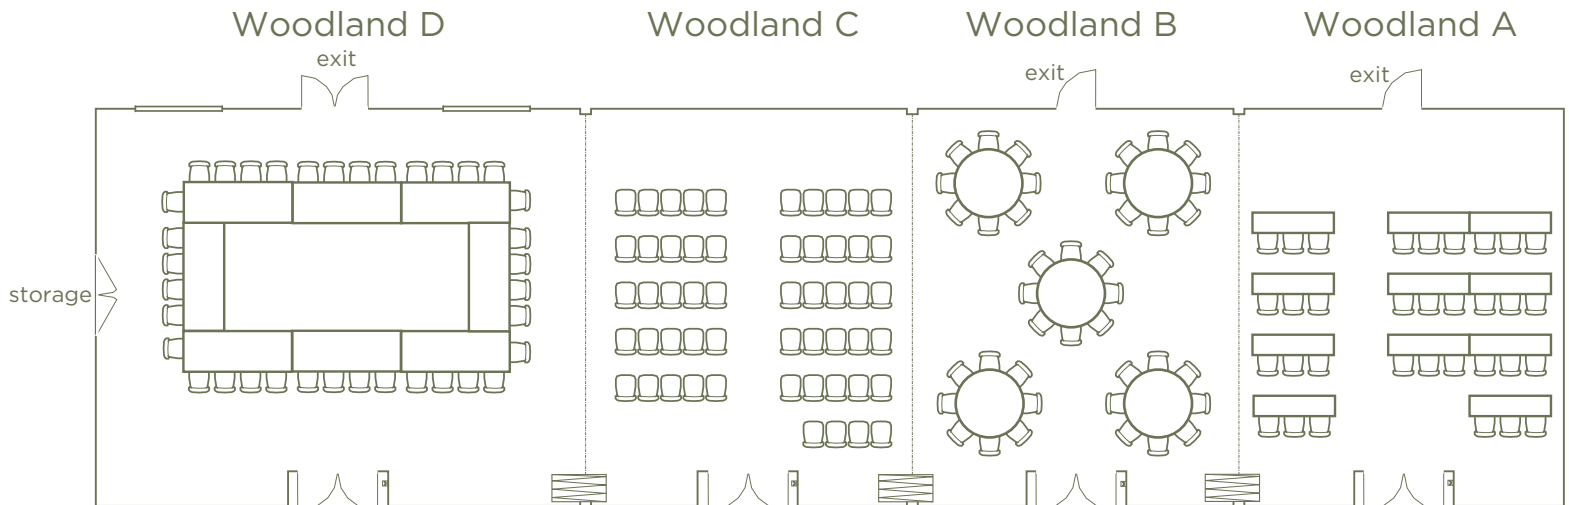 Woodland D
Woodland C
Woodland B
Woodland A
exit
exit
exit
storage